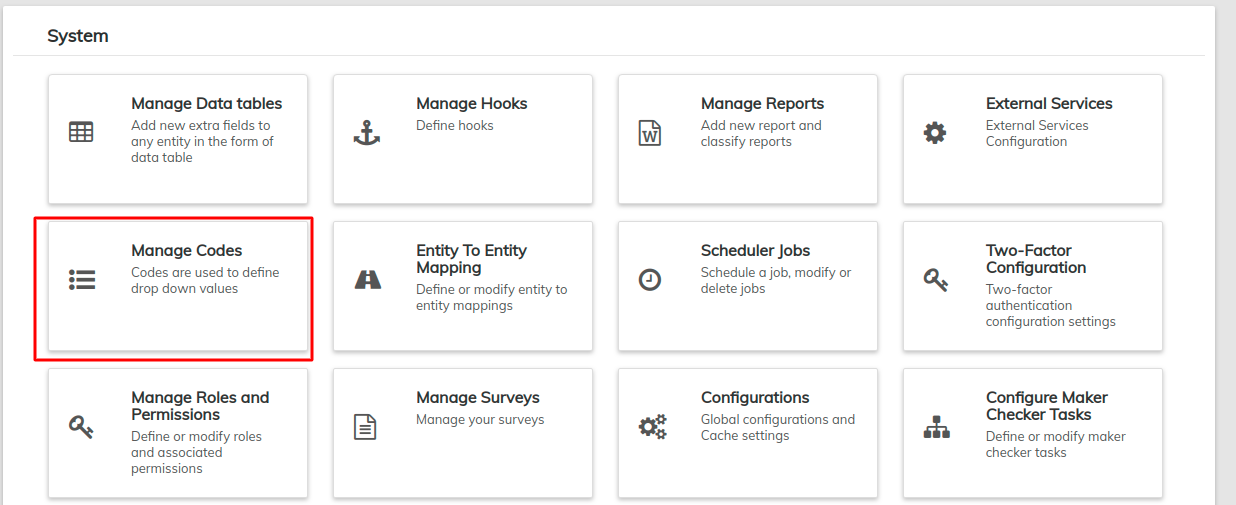 System
Manage Data tables
Add new extra fields to
any entity in the form of
data table
Manage Hooks
Define hooks
Manage Reports
Add new report and
classify reports
External Services
External Services
Configuration
Manage Codes
Codes are used to define
drop down values
Entity To Entity
Mapping
Define or modify entity to
entity mappings
Scheduler Jobs
Schedule a job, modify or
delete jobs
Two-Factor
Configuration
Two-factor
authentication
configuration settings
Manage Roles and
Permissions
Define or modify roles
and associated
permissions
Manage Surveys
Manage your surveys
Configurations
Global configurations and
Cache settings
Configure Maker
Checker Tasks
Define or modify maker
checker tasks